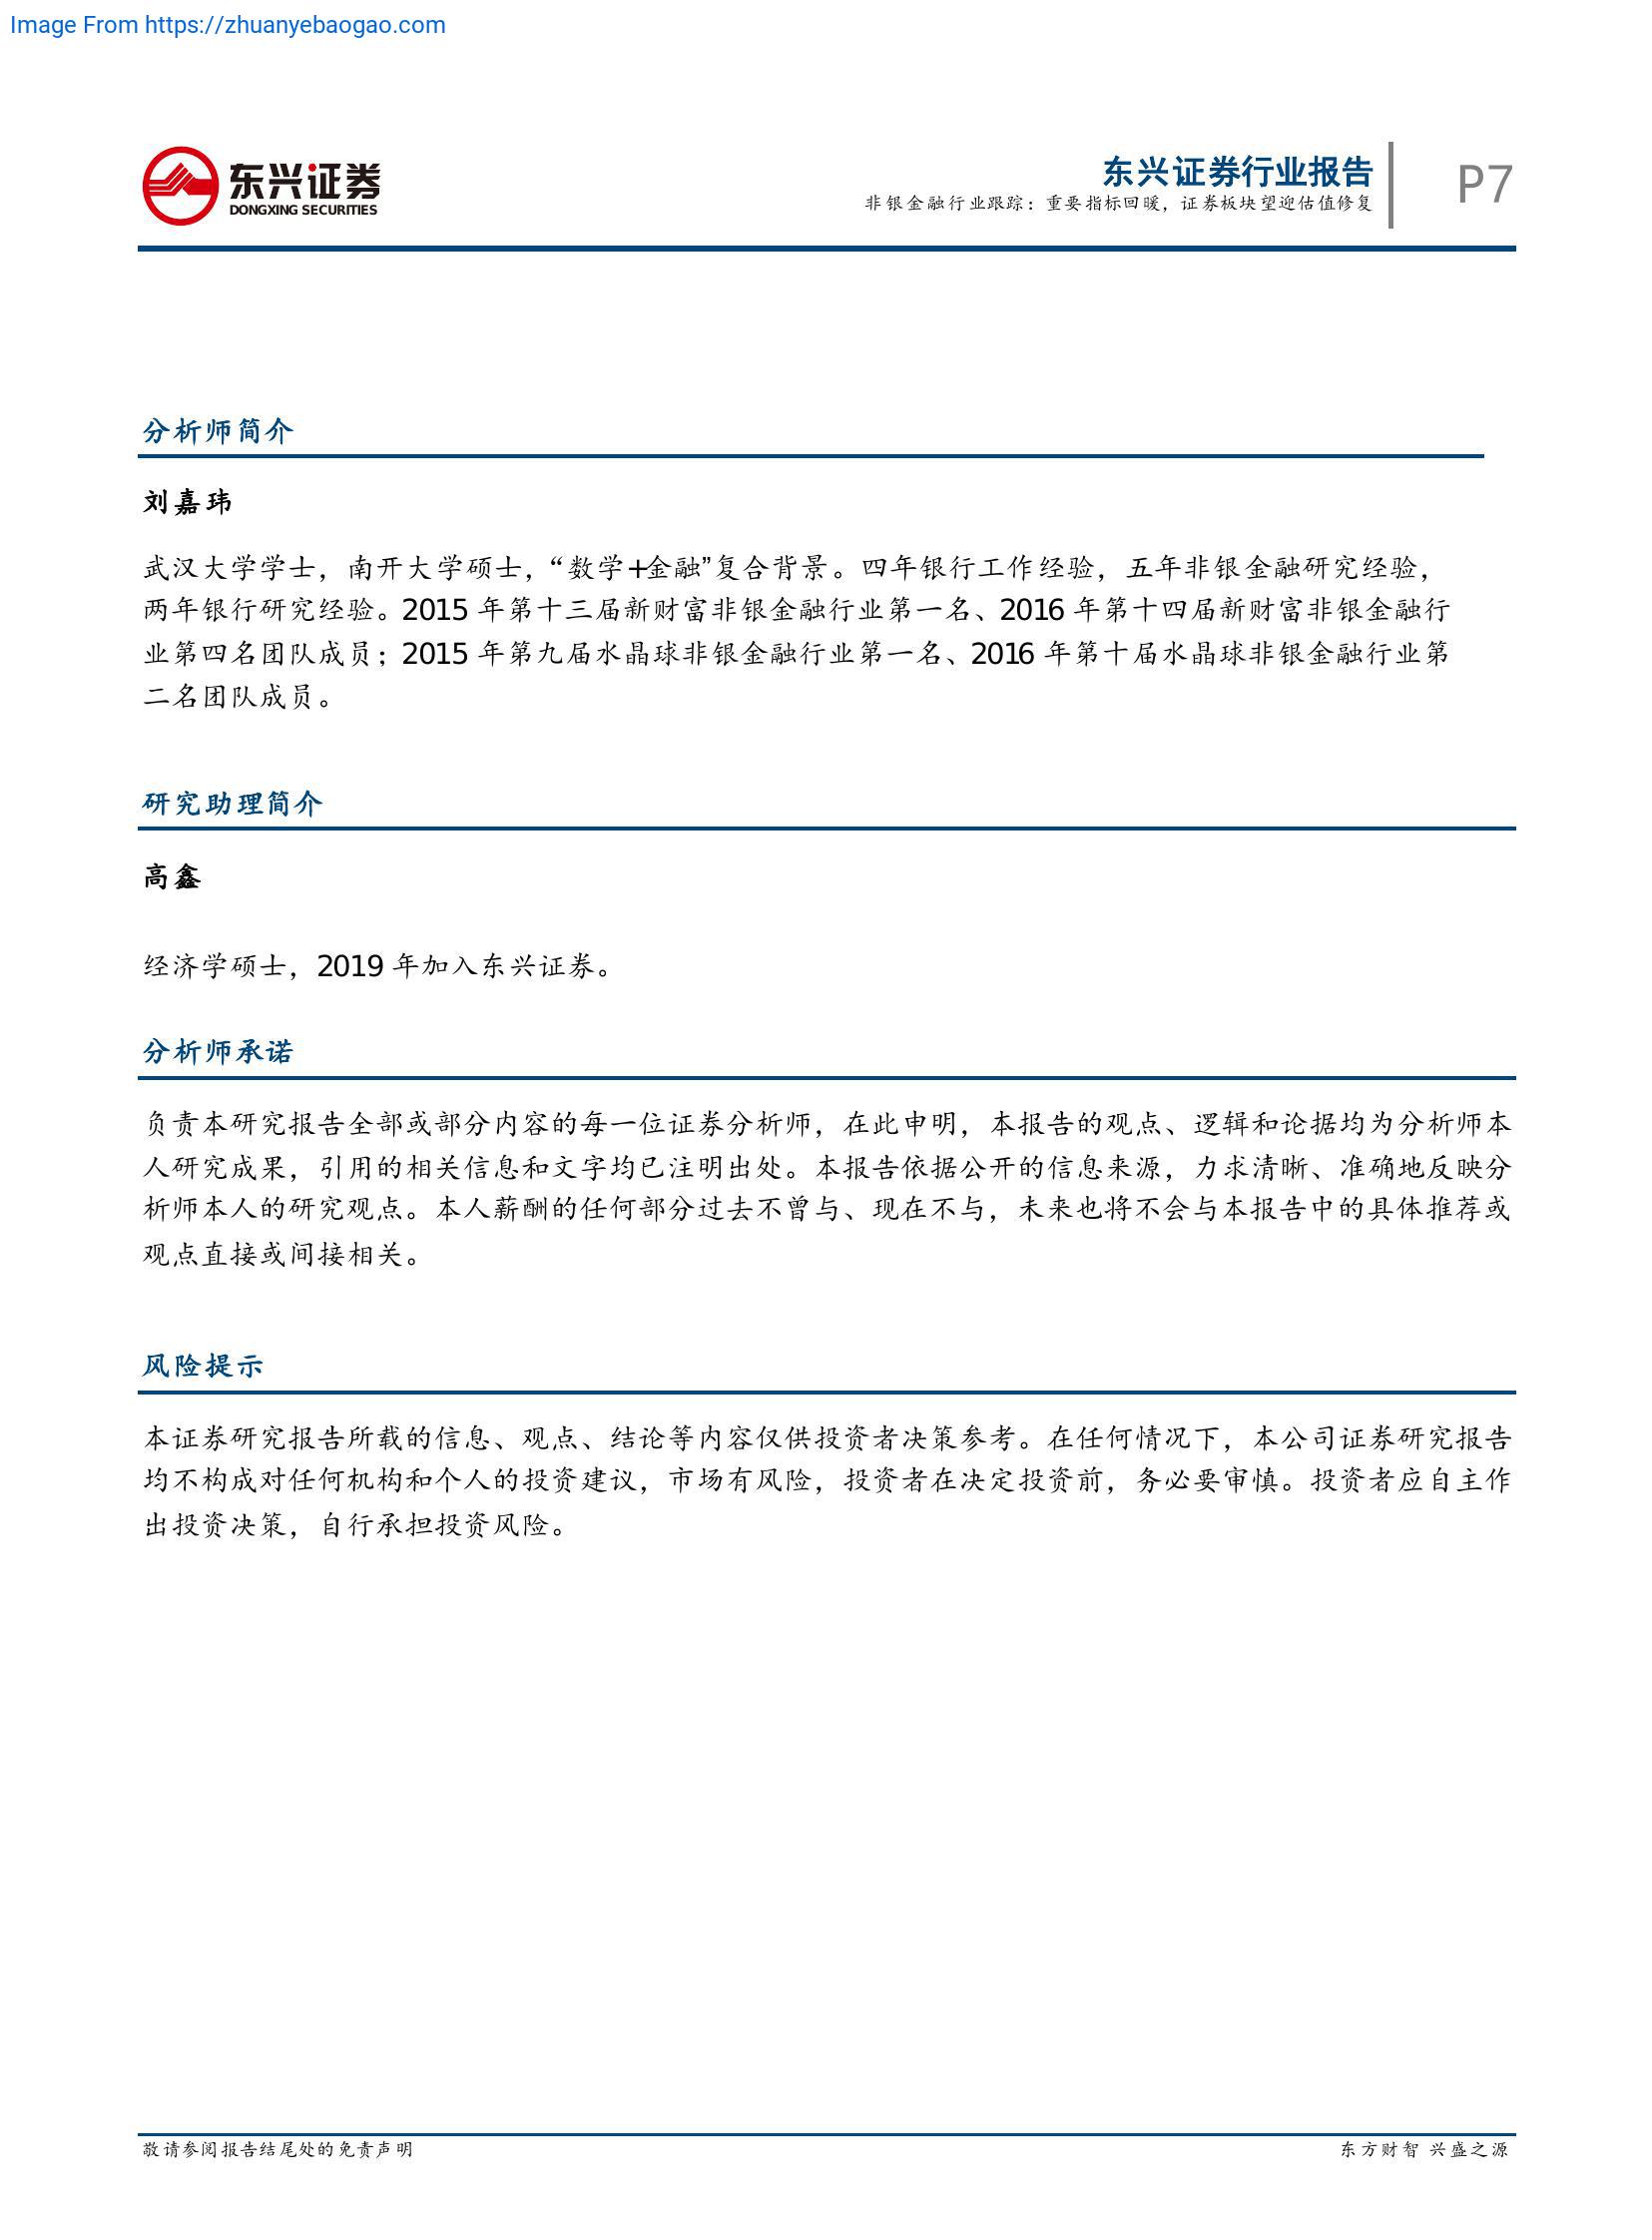 Image From https://zhuanyebaogao.com
东兴证券
DONGXING SECURITIES
东兴证券行业报告
非银金融行业跟踪：重要指标回暖，证券板块望迎估值修复
P7
分析师简介
刘嘉玮
武汉大学学士，南开大学硕士，“数学+金融”复合背景。四年银行工作经验，五年非银金融研究经验，
两年银行研究经验。2015 年第十三届新财富非银金融行业第一名、2016 年第十四届新财富非银金融行
业第四名团队成员；2015 年第九届水晶球非银金融行业第一名、2016 年第十届水晶球非银金融行业第
二名团队成员。
研究助理简介
高鑫
经济学硕士，2019 年加入东兴证券。
分析师承诺
负责本研究报告全部或部分内容的每一位证券分析师，在此申明，本报告的观点、逻辑和论据均为分析师本
人研究成果，引用的相关信息和文字均已注明出处。本报告依据公开的信息来源，力求清晰、准确地反映分
析师本人的研究观点。本人薪酬的任何部分过去不曾与、现在不与，未来也将不会与本报告中的具体推荐或
观点直接或间接相关。
风险提示
本证券研究报告所载的信息、观点、结论等内容仅供投资者决策参考。在任何情况下，本公司证券研究报告
均不构成对任何机构和个人的投资建议，市场有风险，投资者在决定投资前，务必要审慎。投资者应自主作
出投资决策，自行承担投资风险。
敬请参阅报告结尾处的免责声明
东方财智 兴盛之源